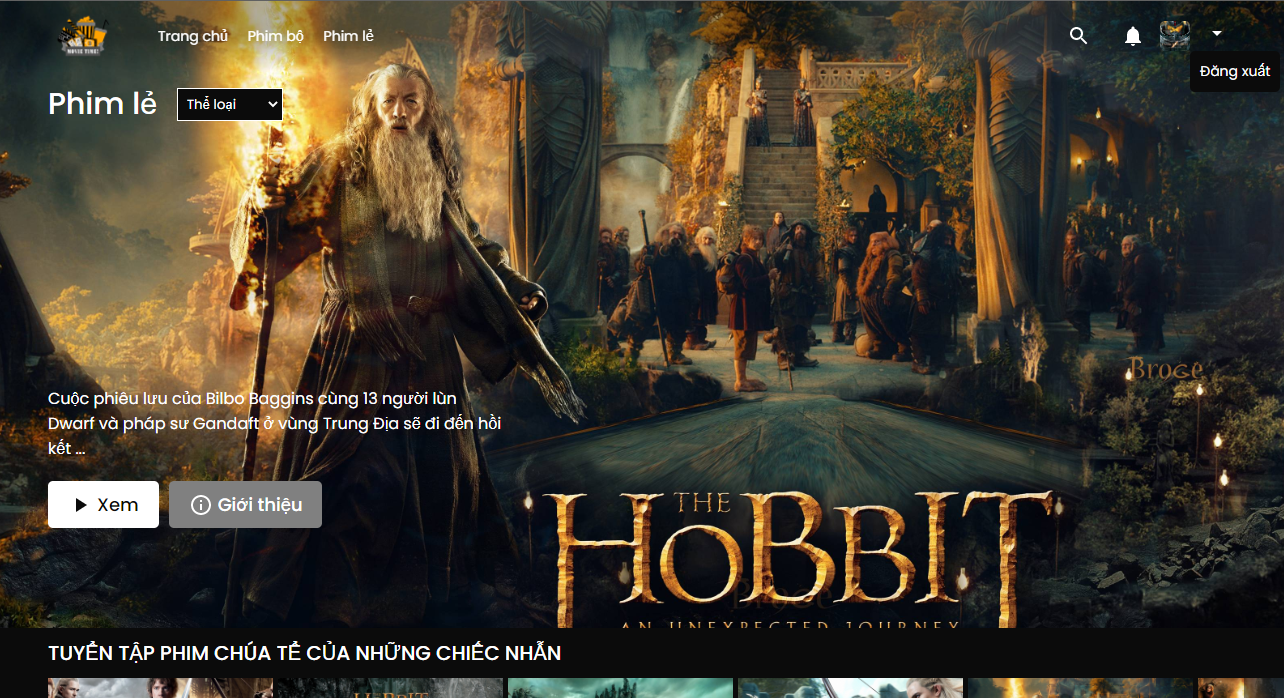 MOVIE TIME!
Trang chủ Phim bộ Phim lẻ
Đăng xuất
Phim lẻ Thể loại
Broge
Cuộc phiêu lưu của Bilbo Baggins cùng 13 người lùn
Dwarf và pháp sư Gandaft ở vùng Trung Địa sẽ đi đến hồi
kết ...
Xem Giới thiệu
THE
HOBBIT
Broge
AN UNEXPECTED JOURNEY
TUYỂN TẬP PHIM CHÚA TỂ CỦA NHỮNG CHIẾC NHẪN